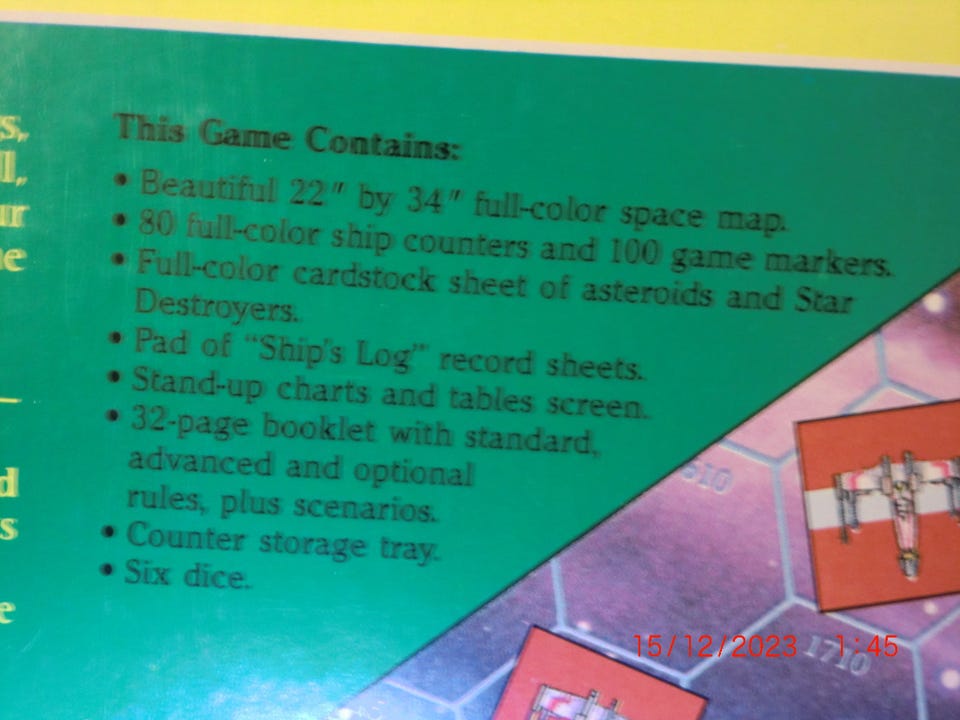 s,
l,
ur
ne
d
s
e
This Game Contains:
• Beautiful 22" by 34" full-color space map.
• 80 full-color ship counters and 100 game markers.
• Full-color cardstock sheet of asteroids and Star
Destroyers.
• Pad of "Ship's Log" record sheets.
• Stand-up charts and tables screen.
• 32-page booklet with standard,
advanced and optional
rules, plus scenarios.
• Counter storage tray.
• Six dice.
1710
15/12/2023 1:45